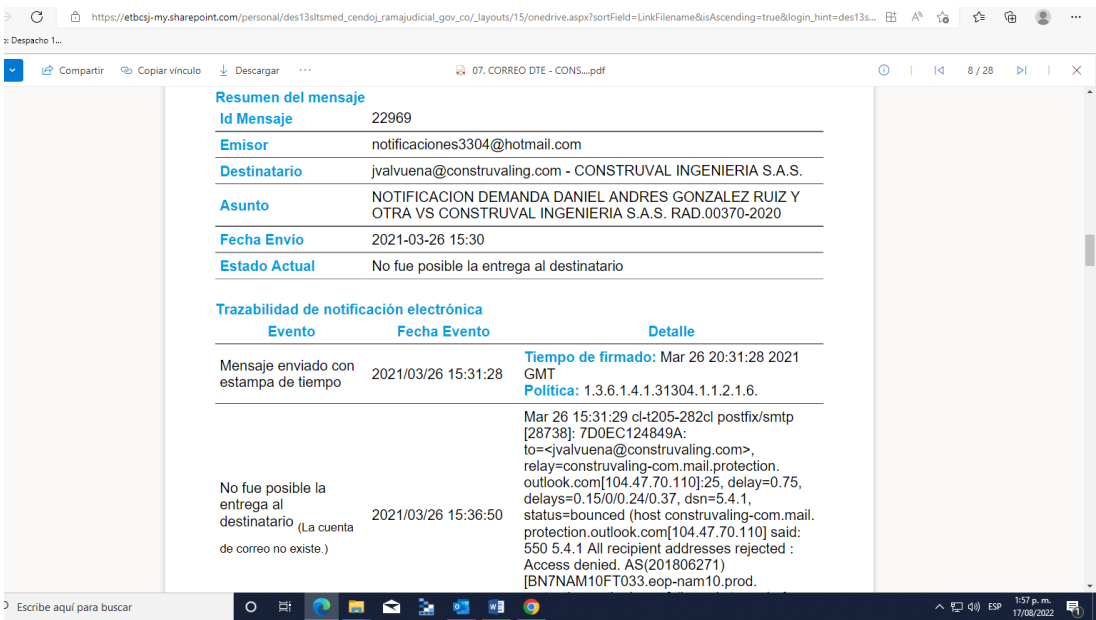 https://etbcsj-my.sharepoint.com/personal/des13sltsmed_cendoj_ramajudicial_gov_co/_layouts/15/onedrive.aspx?sortField=LinkFilename&isAscending=true&login_hint=des13s...
o: Despacho 1...
Compartir Copiar vínculo Descargar ... 07. CORREO DTE - CONS....pdf 8 / 28
Resumen del mensaje
Id Mensaje 22969
Emisor notificaciones3304@hotmail.com
Destinatario jvalvuena@construvaling.com - CONSTRUVAL INGENIERIA S.A.S.
Asunto NOTIFICACION DEMANDA DANIEL ANDRES GONZALEZ RUIZ Y
OTRA VS CONSTRUVAL INGENIERIA S.A.S. RAD.00370-2020
Fecha Envío 2021-03-26 15:30
Estado Actual No fue posible la entrega al destinatario
Trazabilidad de notificación electrónica
Evento Fecha Evento Detalle
Mensaje enviado con
estampa de tiempo
2021/03/26 15:31:28
Tiempo de firmado: Mar 26 20:31:28 2021
GMT
Política: 1.3.6.1.4.1.31304.1.1.2.1.6.
No fue posible la
entrega al
destinatario (La cuenta
de correo no existe.)
2021/03/26 15:36:50
Mar 26 15:31:29 cl-t205-282cl postfix/smtp
[28738]: 7D0EC124849A:
to=<jvalvuena@construvaling.com>,
relay=construvaling-com.mail.protection.
outlook.com[104.47.70.110]:25, delay=0.75,
delays=0.15/0/0.24/0.37, dsn=5.4.1,
status=bounced (host construvaling-com.mail.
protection.outlook.com[104.47.70.110] said:
550 5.4.1 All recipient addresses rejected :
Access denied. AS(201806271)
[BN7NAM10FT033.eop-nam10.prod.
Escribe aquí para buscar
ESP
1:57 p. m.
17/08/2022